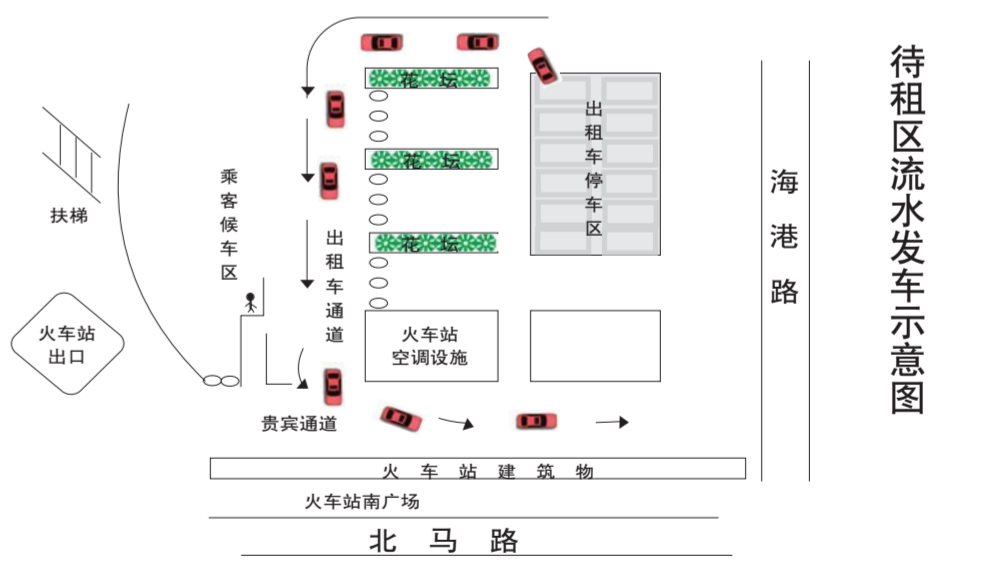 待租区流水发车示意图
花坛
花坛
花坛
出租车停车区
海港路
扶梯
乘客候车区
出租车通道
火车站
出口
火车站
空调设施
贵宾通道
火车站建筑物
火车站南广场
北马路